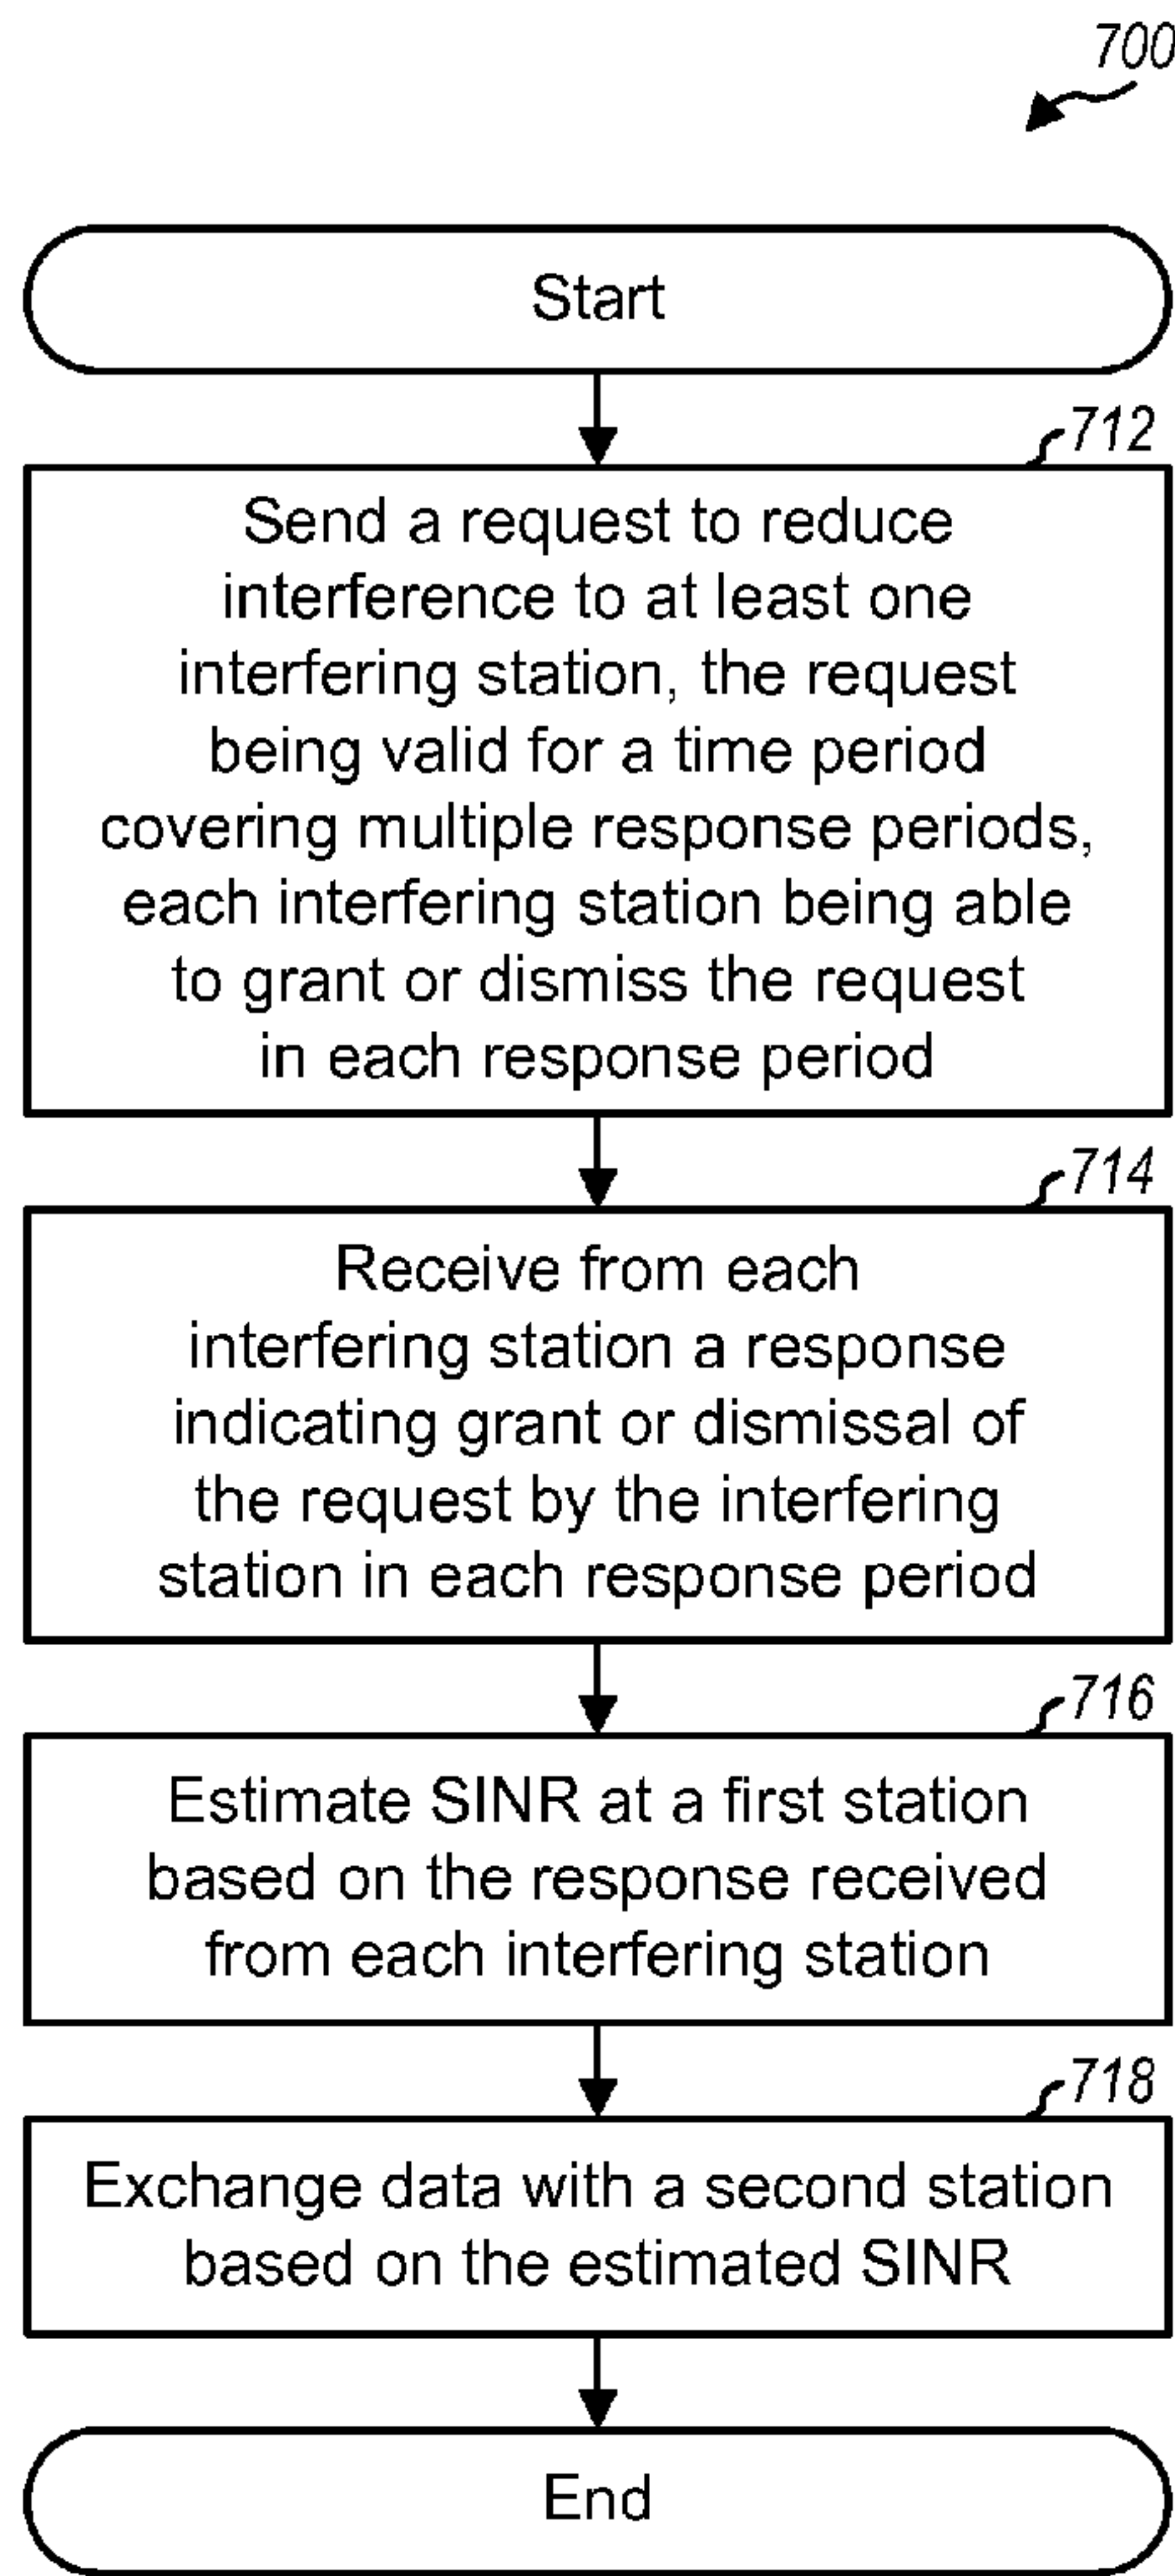 700
Start
712
Send a request to reduce
interference to at least one
interfering station, the request
being valid for a time period
covering multiple response periods,
each interfering station being able
to grant or dismiss the request
in each response period
714
Receive from each
interfering station a response
indicating grant or dismissal of
the request by the interfering
station in each response period
716
Estimate SINR at a first station
based on the response received
from each interfering station
718
Exchange data with a second station
based on the estimated SINR
End